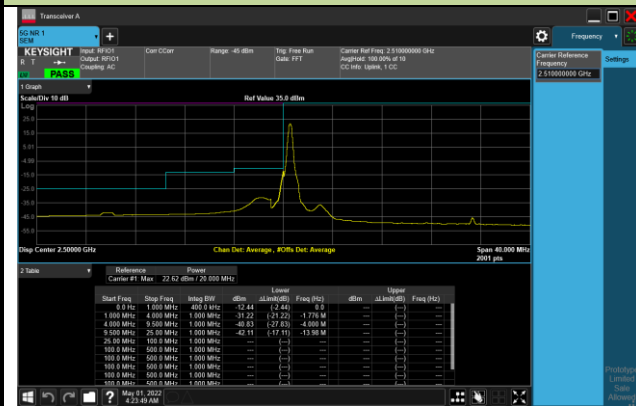 Transceiver A
5G NR 1
SEM
Frequency
KEYSIGHT
Input: RFIO1
Output: RFIO1
Coupling: AC
Corr CCorr
Range: -45 dBm
Trig: Free Run
Gate: FFT
Carrier Ref Freq: 2.510000000 GHz
Avg|Hold: 100.00% of 10
CC Info: Uplink, 1 CC
R T
PASS
Carrier Reference
Frequency
2.510000000 GHz
Settings
1 Graph
Scale/Div 10 dB
Ref Value 35.0 dBm
Log
25.0
15.0
5.01
-4.99
-15.0
-25.0
-35.0
-45.0
-55.0
Disp Center 2.50000 GHz
Chan Det: Average , #Offs Det: Average
Span 40.000 MHz
2001 pts
2 Table
Reference Power
Carrier #1 Max 22.62 dBm / 20.000 MHz
Lower Upper
Start Freq Stop Freq Integ BW dBm ΔLimit(dB) Freq (Hz) dBm ΔLimit(dB) Freq (Hz)
0.0 Hz 1.000 MHz 400.0 kHz -12.44 (-2.44) 0.0 --- (---) ---
1.000 MHz 4.000 MHz 1.000 MHz -31.22 (-21.22) -1.776 M --- (---) ---
4.000 MHz 9.500 MHz 1.000 MHz -40.83 (-27.83) -4.000 M --- (---) ---
9.500 MHz 25.00 MHz 1.000 MHz -42.11 (-17.11) -13.98 M --- (---) ---
25.00 MHz 100.0 MHz 1.000 MHz --- (---) --- --- (---) ---
100.0 MHz 500.0 MHz 1.000 MHz --- (---) --- --- (---) ---
100.0 MHz 500.0 MHz 1.000 MHz --- (---) --- --- (---) ---
100.0 MHz 500.0 MHz 1.000 MHz --- (---) --- --- (---) ---
100.0 MHz 500.0 MHz 1.000 MHz --- (---) --- --- (---) ---
May 01, 2022
4:23:49 AM
Prototype
Limited
Sale
Allowed